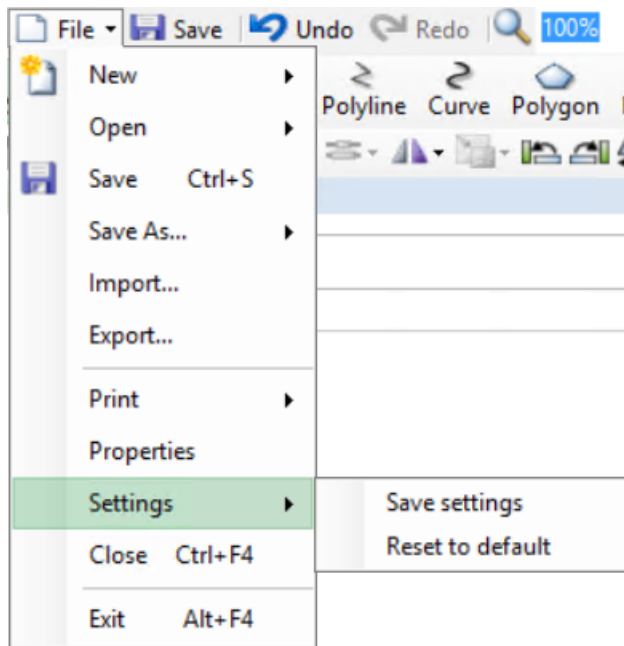 File Save Undo Redo 100%
New
Polyline Curve Polygon
Open
Save Ctrl+S
Save As...
Import...
Export...
Print
Properties
Settings
Save settings
Reset to default
Close Ctrl+F4
Exit Alt+F4